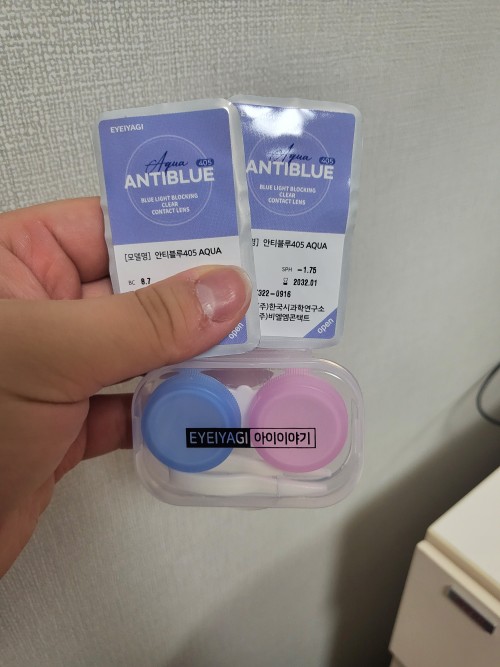 EYEIYAGI
Aqua 405
ANTIBLUE
BLUE LIGHT BLOCKING
CLEAR
CONTACT LENS
[모델명] 안티블루405 AQUA
BC 8.7
open
Aqua 405
ANTIBLUE
BLUE LIGHT BLOCKING
CLEAR
CONTACT LENS
안티블루405 AQUA
SPH -1.75
2032.01
322-0916
(주)한국시과학연구소
(주)비엘엠콘택트
open
EYEIYAGI 아이이야기